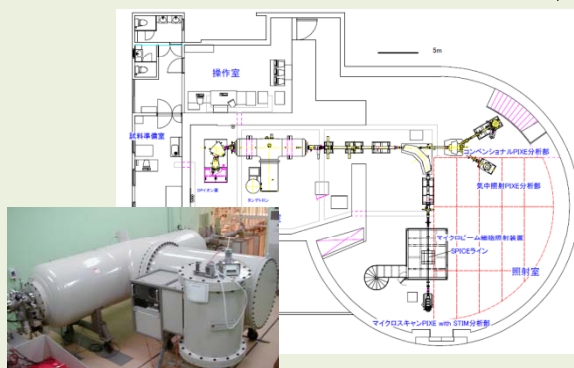 5m
操作室
試料準備室
コンベンショナルPIXE分析部
気中照射PIXE分析部
タンデトロン
マイクロビーム細胞照射装置
SPICEライン
照射室
マイクロスキャンPIXE with STIM分析部